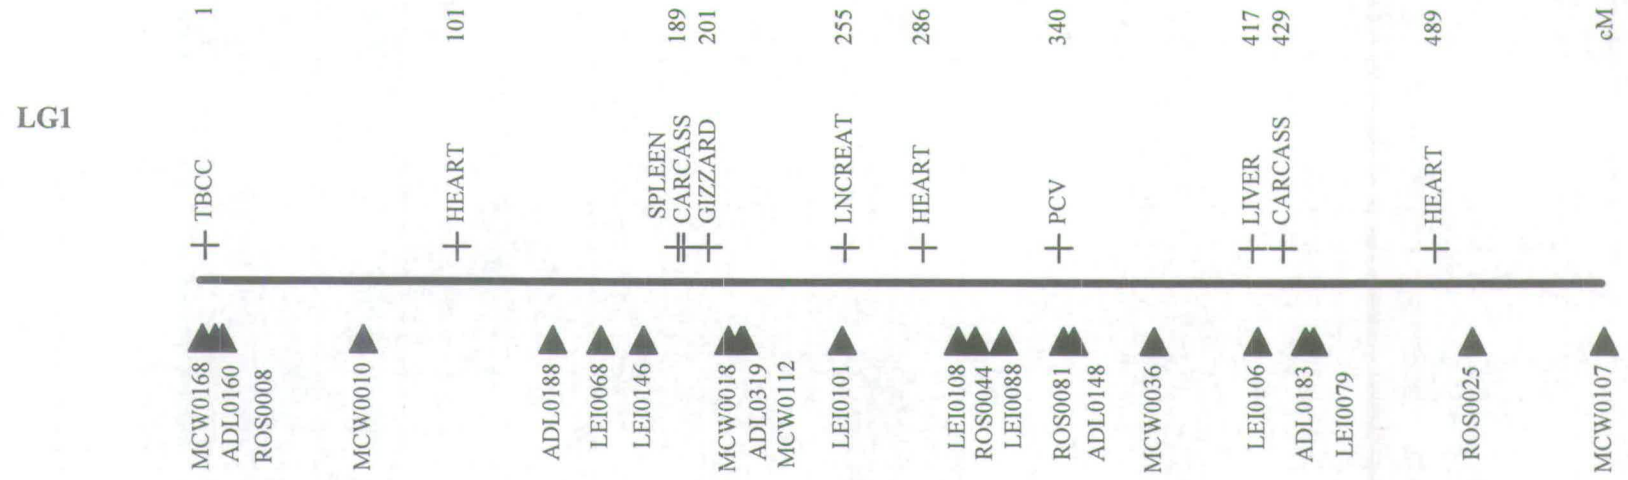 1
101
189
201
255
286
340
417
429
489
cM
LG1
TBCC
HEART
SPLEEN
CARCASS
GIZZARD
LNCREAT
HEART
PCV
LIVER
CARCASS
HEART
MCW0168
ADL0160
ROS0008
MCW0010
ADL0188
LEI0068
LEI0146
MCW0018
ADL0319
MCW0112
LEI0101
LEI0108
ROS0044
LEI0088
ROS0081
ADL0148
MCW0036
LEI0106
ADL0183
LEI0079
ROS0025
MCW0107